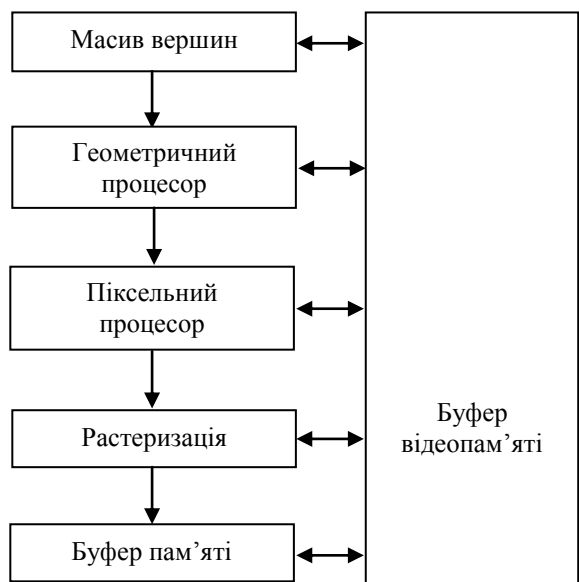 Масив вершин
Геометричний
процесор
Піксельний
процесор
Растеризація
Буфер пам’яті
Буфер
відеопам’яті